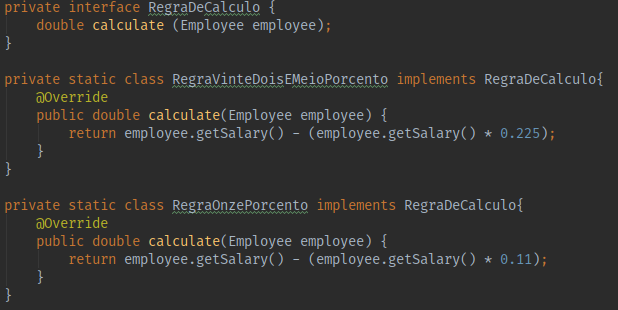 private interface RegraDeCalculo {
    double calculate (Employee employee);
}

private static class RegraVinteDoisEMeioPorcento implements RegraDeCalculo{
    @Override
    public double calculate(Employee employee) {
        return employee.getSalary() - (employee.getSalary() * 0.225);
    }
}

private static class RegraOnzePorcento implements RegraDeCalculo{
    @Override
    public double calculate(Employee employee) {
        return employee.getSalary() - (employee.getSalary() * 0.11);
    }
}